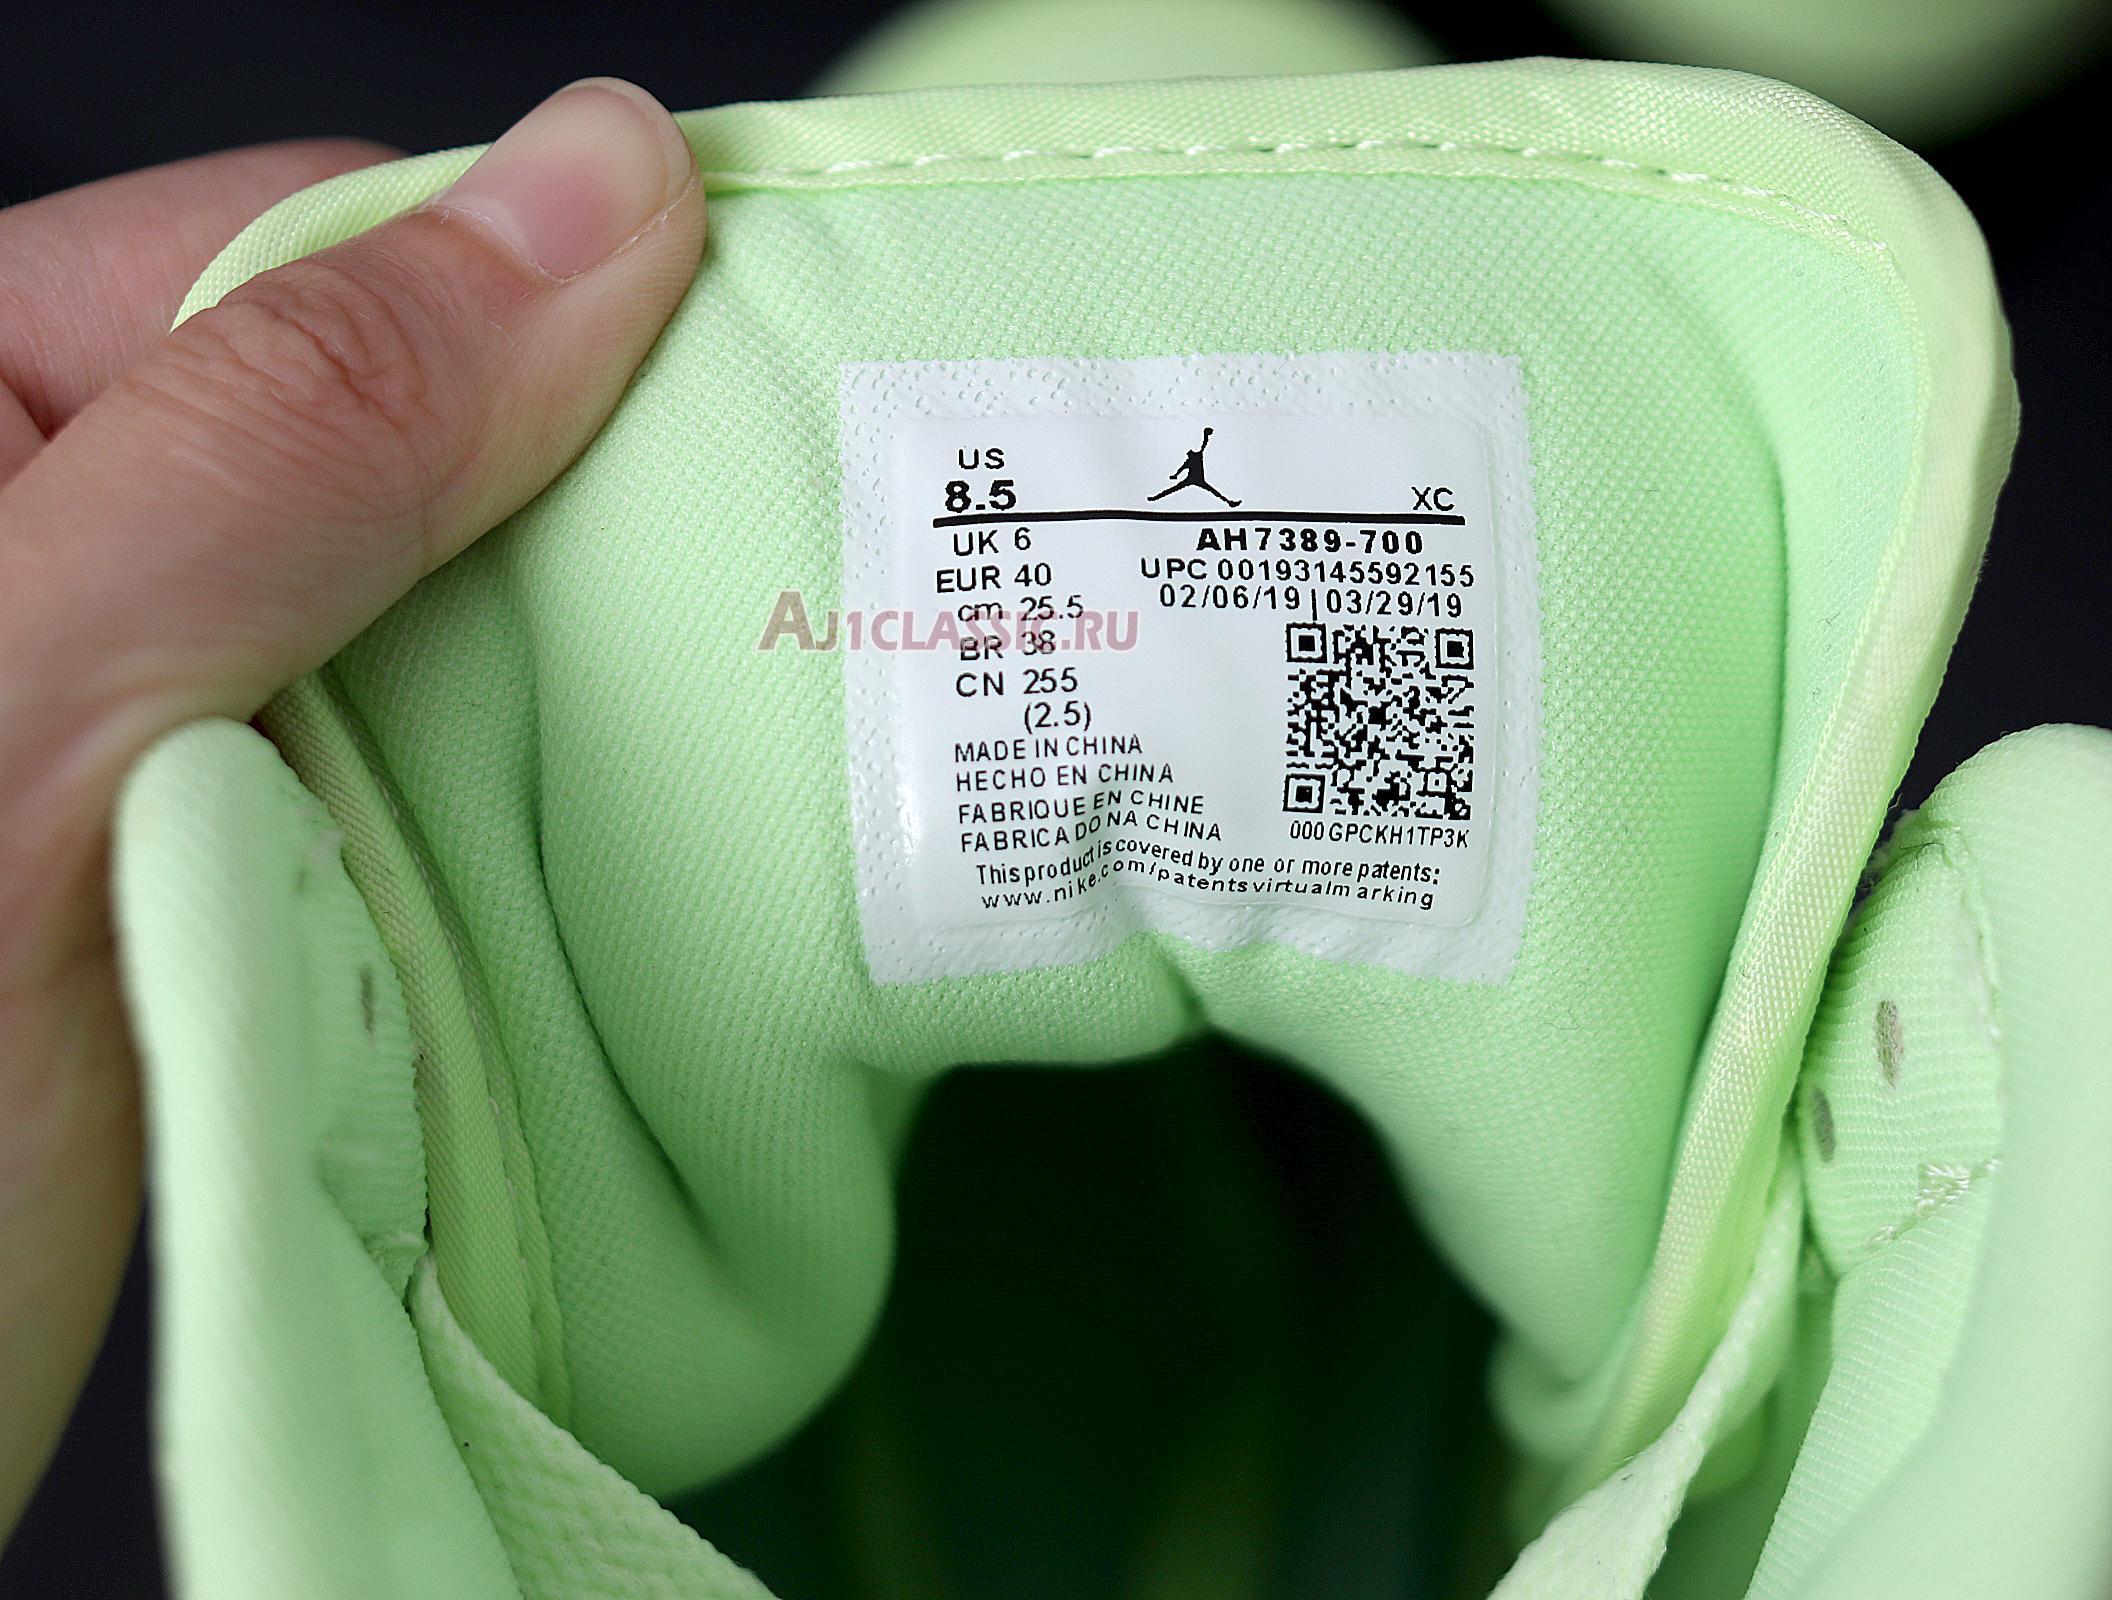 US
8.5
XC
UK 6
AH7389-700
EUR 40
UPC 00193145592155
cm 25.5
02/06/19 | 03/29/19
AJ1CLASSIC.RU
BR 38
CN 255
(2.5)
MADE IN CHINA
HECHO EN CHINA
FABRIQUE EN CHINE
FABRICADO NA CHINA
000GPCKH1TP3K
This product is covered by one or more patents:
www.nike.com/patentsvirtualmarking